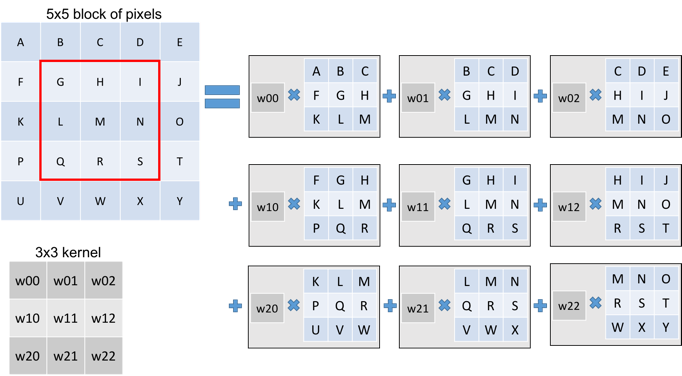 5x5 block of pixels
A B C D E
F G H I J
K L M N O
P Q R S T
U V W X Y
3x3 kernel
w00 w01 w02
w10 w11 w12
w20 w21 w22
w00
A B C
F G H
K L M
w01
B C D
G H I
L M N
w02
C D E
H I J
M N O
w10
F G H
K L M
P Q R
w11
G H I
L M N
Q R S
w12
H I J
M N O
R S T
w20
K L M
P Q R
U V W
w21
L M N
Q R S
V W X
w22
M N O
R S T
W X Y